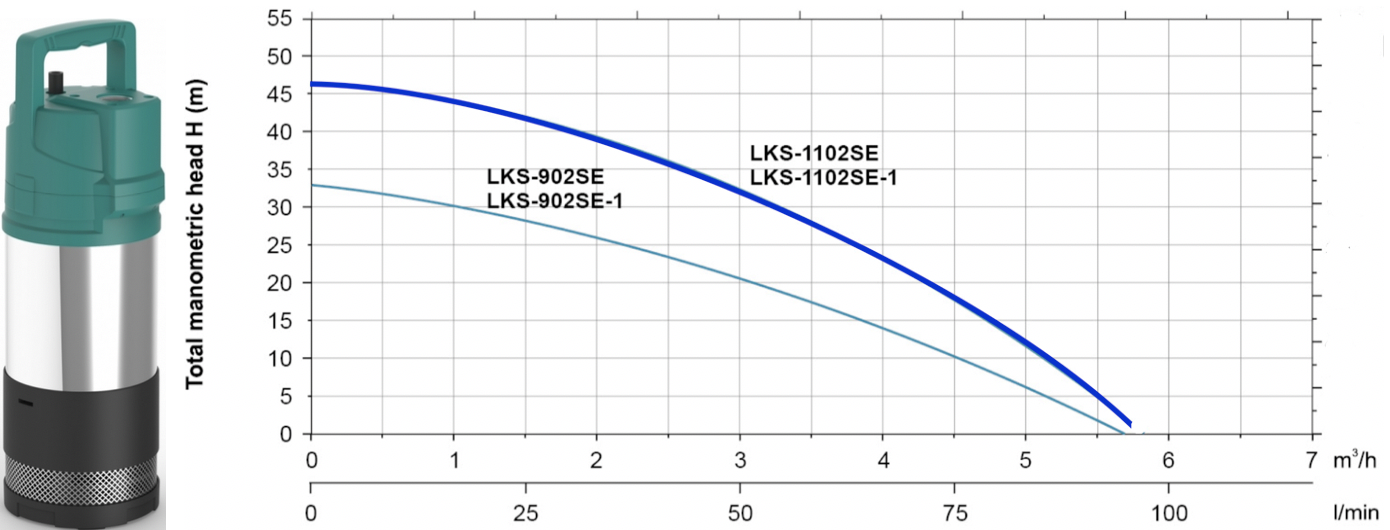 Total manometric head H (m)
55
50
45
40
35
30
25
20
15
10
5
0
LKS-1102SE
LKS-1102SE-1
LKS-902SE
LKS-902SE-1
0 1 2 3 4 5 6 7 m³/h
0 25 50 75 100 l/min